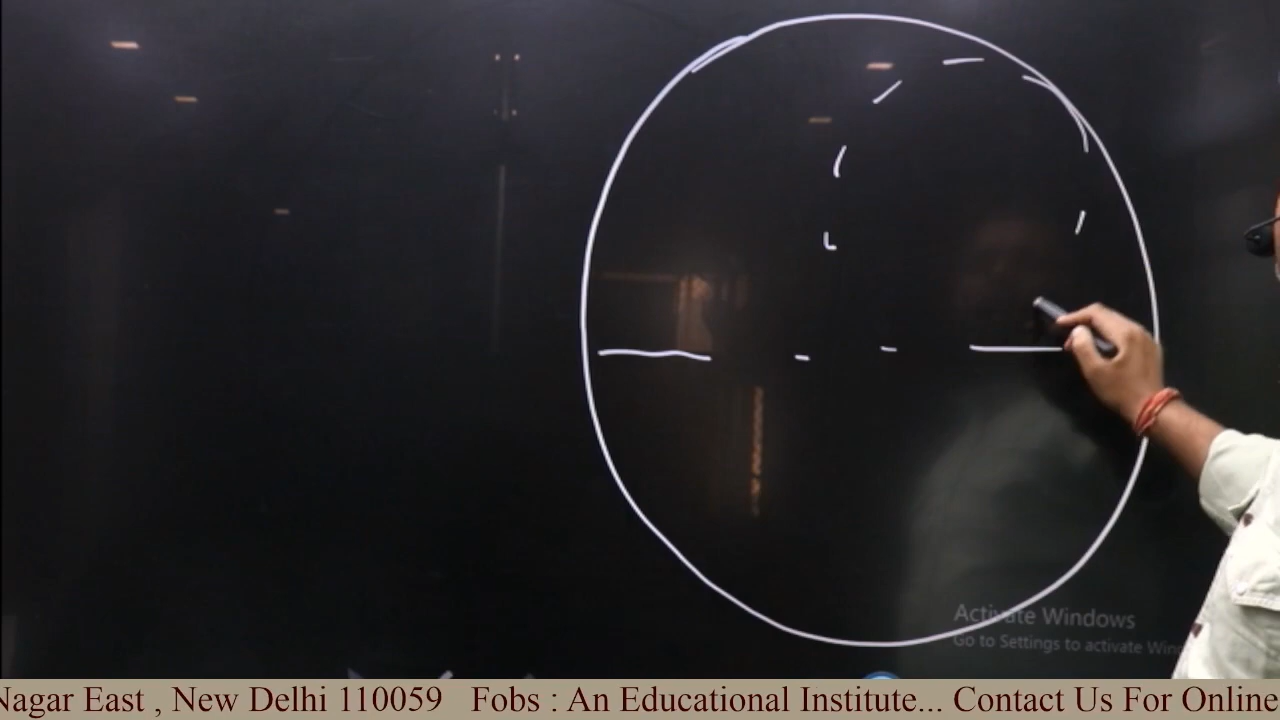 Activate Windows
Go to Settings to activate Win
Nagar East , New Delhi 110059 Fobs : An Educational Institute... Contact Us For Online